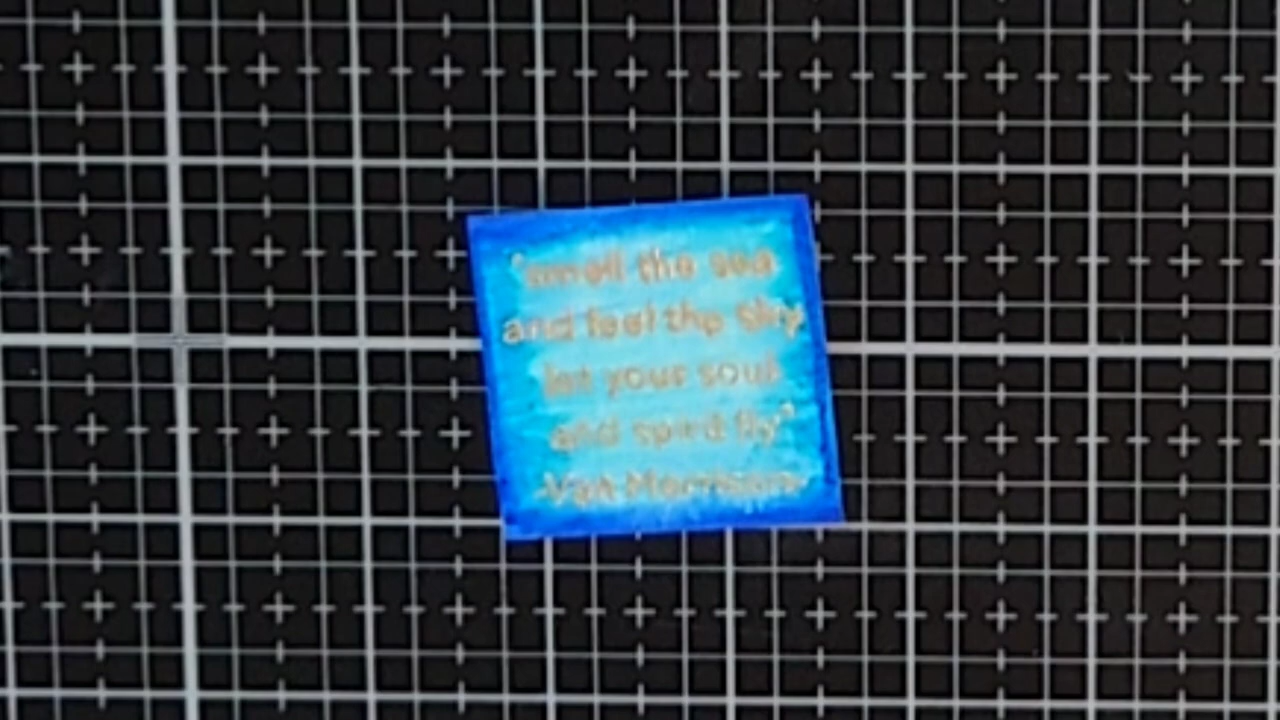 "smell the sea
and feel the sky
let your soul
and spirit fly"
-Van Morrison-